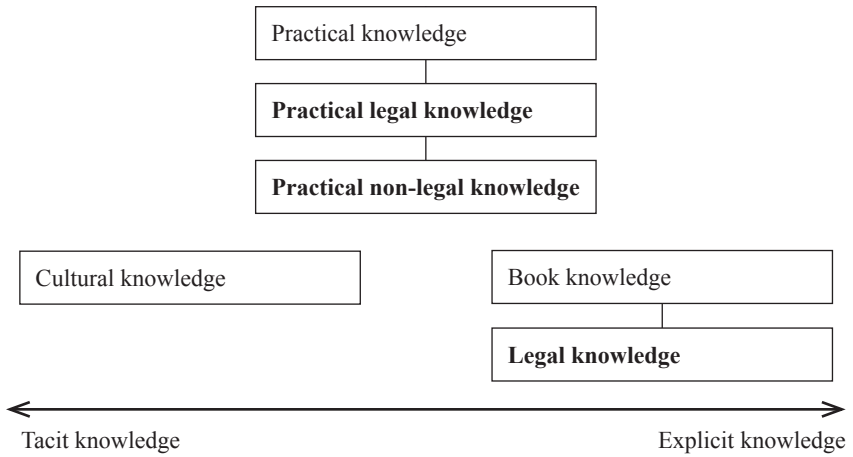 Practical knowledge
Practical legal knowledge
Practical non-legal knowledge
Cultural knowledge
Book knowledge
Legal knowledge
Tacit knowledge
Explicit knowledge